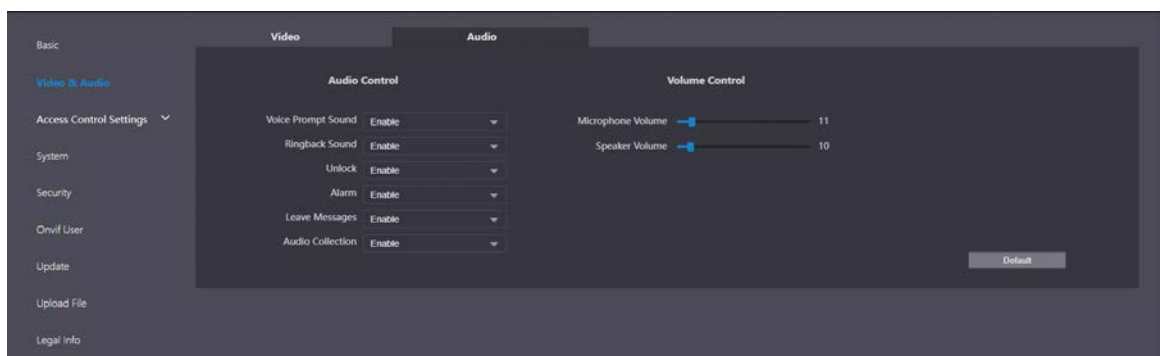 Basic
Video & Audio
Access Control Settings
System
Security
Onvif User
Update
Upload File
Legal Info
Video
Audio
Audio Control
Voice Prompt Sound Enable
Ringback Sound Enable
Unlock Enable
Alarm Enable
Leave Messages Enable
Audio Collection Enable
Volume Control
Microphone Volume 11
Speaker Volume 10
Default